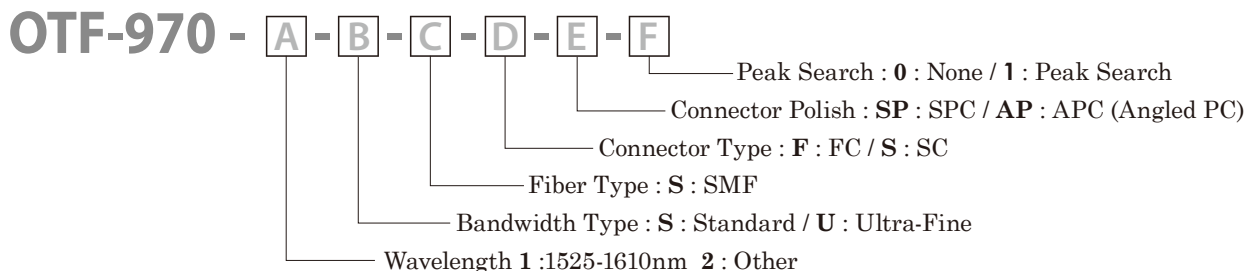 OTF-970 - A - B - C - D - E - F
Peak Search : 0 : None / 1 : Peak Search
Connector Polish : SP : SPC / AP : APC (Angled PC)
Connector Type : F : FC / S : SC
Fiber Type : S : SMF
Bandwidth Type : S : Standard / U : Ultra-Fine
Wavelength 1 :1525-1610nm 2 : Other